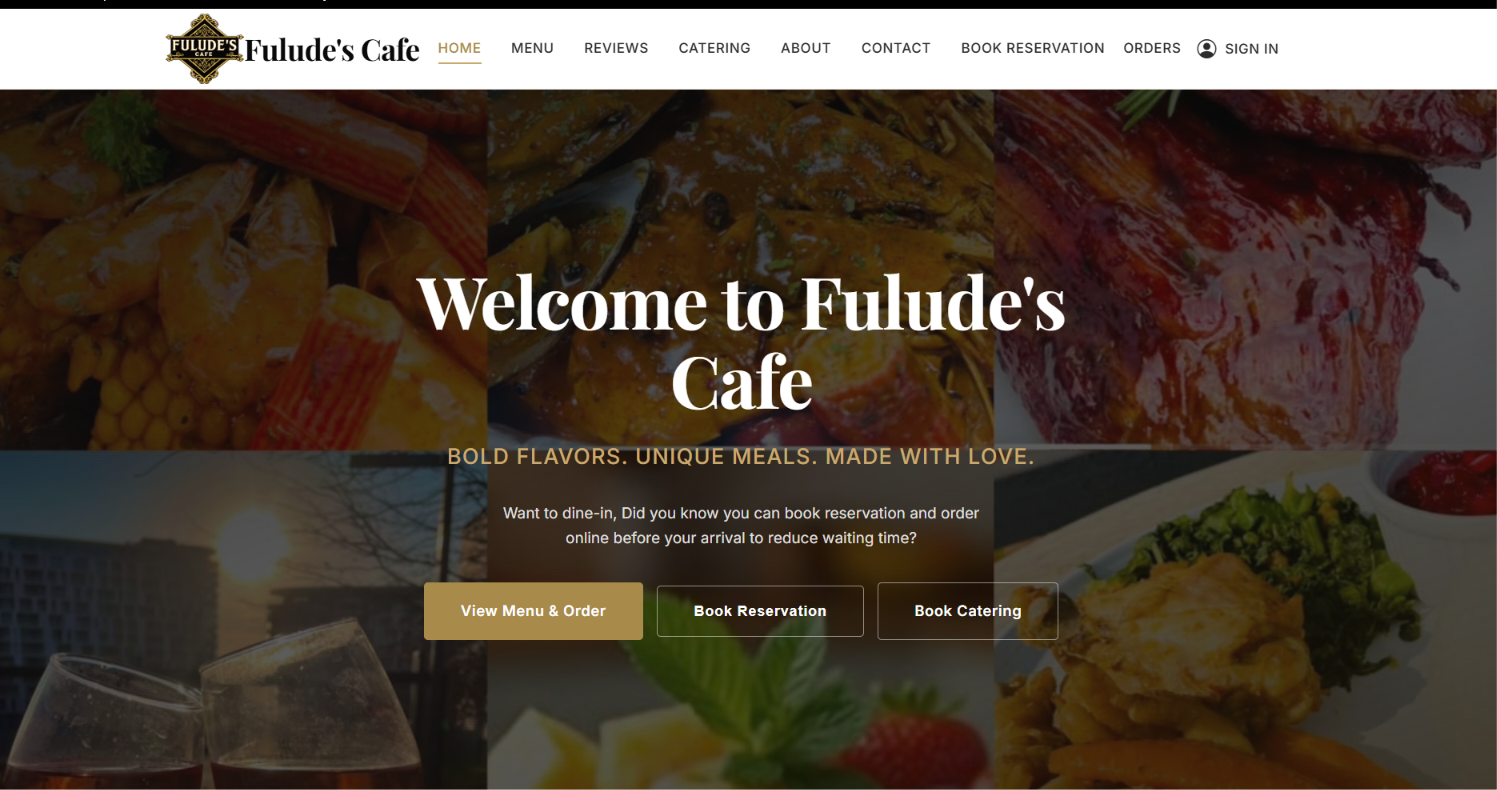 FULUDE'S
CAFE
Fulude's Cafe
HOME
MENU
REVIEWS
CATERING
ABOUT
CONTACT
BOOK RESERVATION
ORDERS
SIGN IN
Welcome to Fulude's
Cafe
BOLD FLAVORS. UNIQUE MEALS. MADE WITH LOVE.
Want to dine-in, Did you know you can book reservation and order
online before your arrival to reduce waiting time?
View Menu & Order
Book Reservation
Book Catering